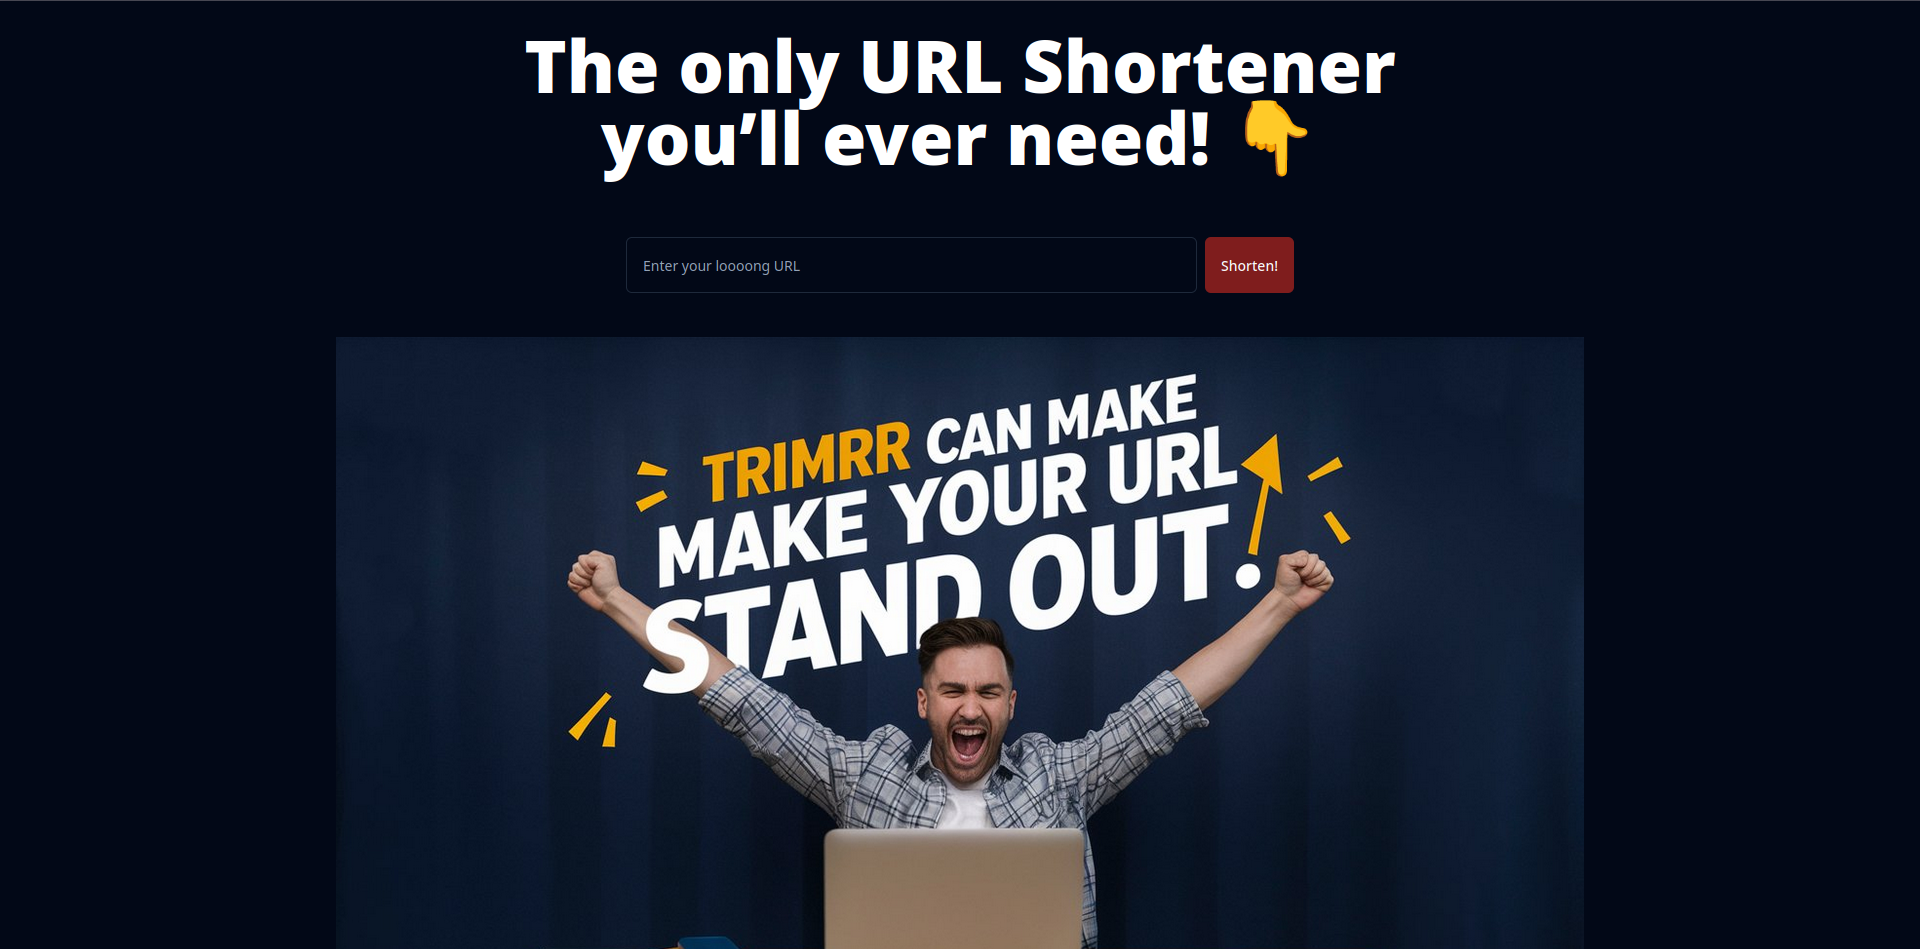 The only URL Shortener
you’ll ever need! 👇
Enter your loooong URL
Shorten!
TRIMRR CAN MAKE
MAKE YOUR URL
STAND OUT.